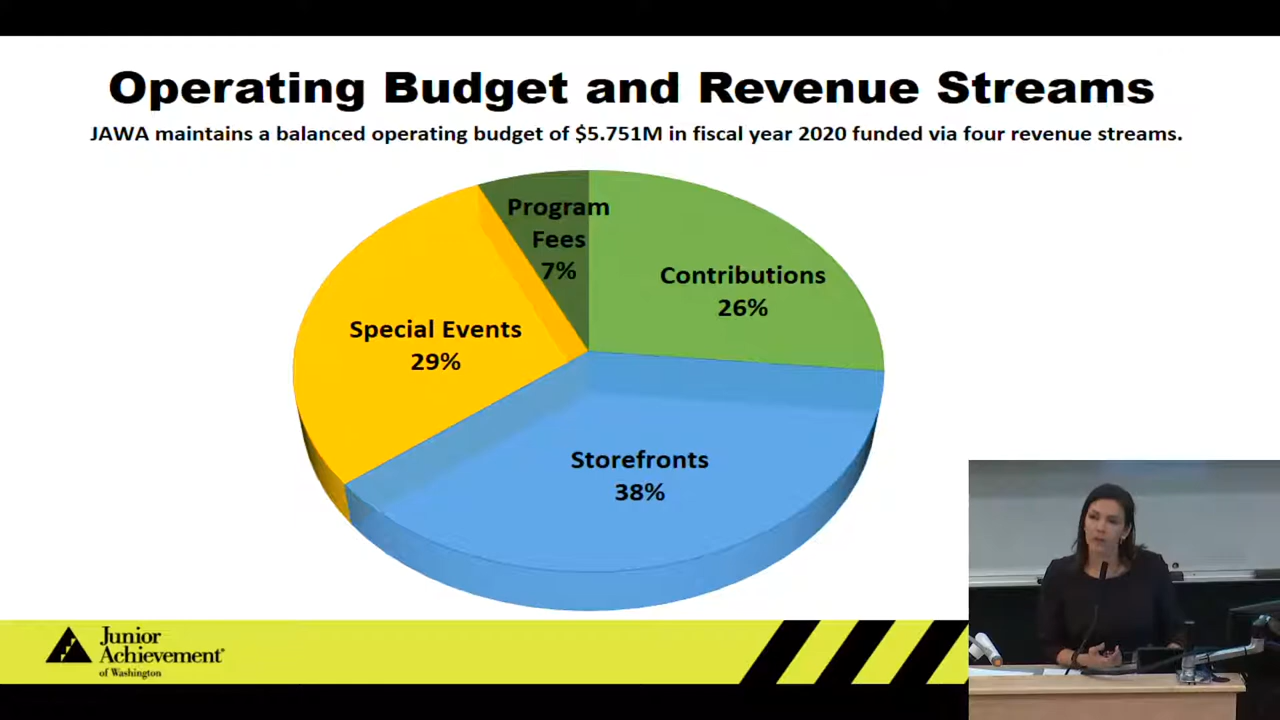 Operating Budget and Revenue Streams
JAWA maintains a balanced operating budget of $5.751M in fiscal year 2020 funded via four revenue streams.
Program
Fees
7%
Contributions
26%
Special Events
29%
Storefronts
38%
Junior
Achievement®
of Washington